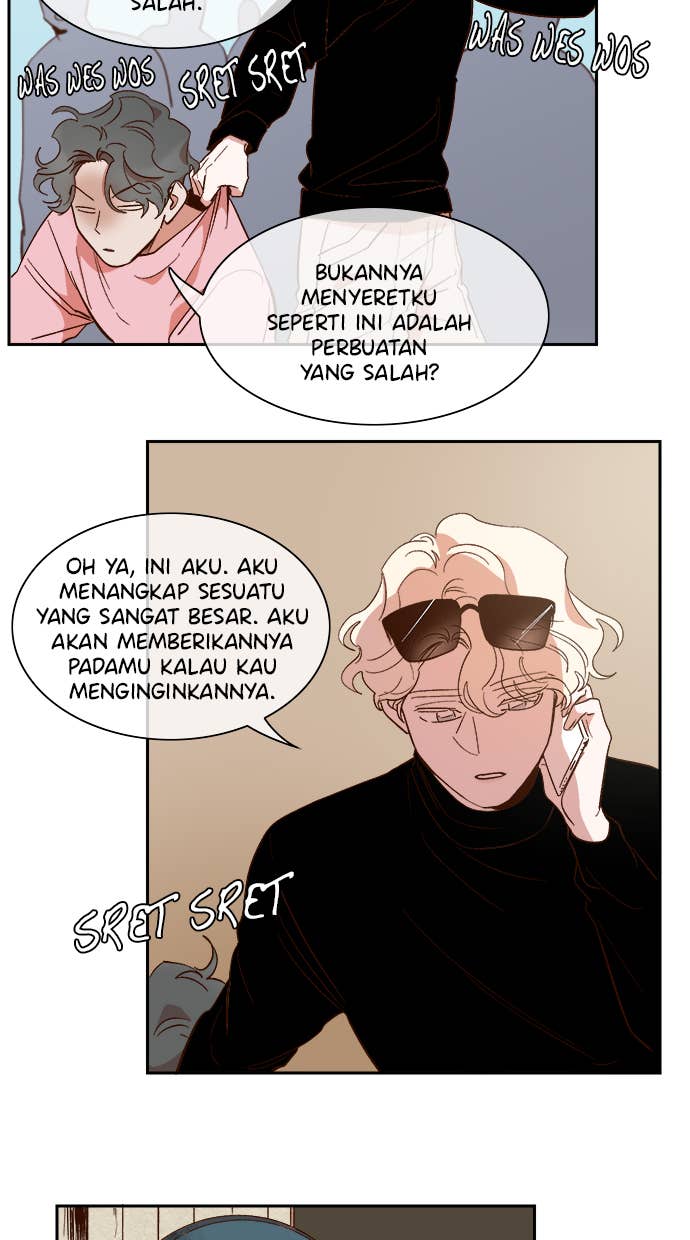 SALAH.
WAS WES WOS
SRET SRET
WAS WES WOS
BUKANNYA
MENYERETKU
SEPERTI INI ADALAH
PERBUATAN
YANG SALAH?
OH YA, INI AKU. AKU
MENANGKAP SESUATU
YANG SANGAT BESAR. AKU
AKAN MEMBERIKANNYA
PADAMU KALAU KAU
MENGINGINKANNYA.
SRET SRET